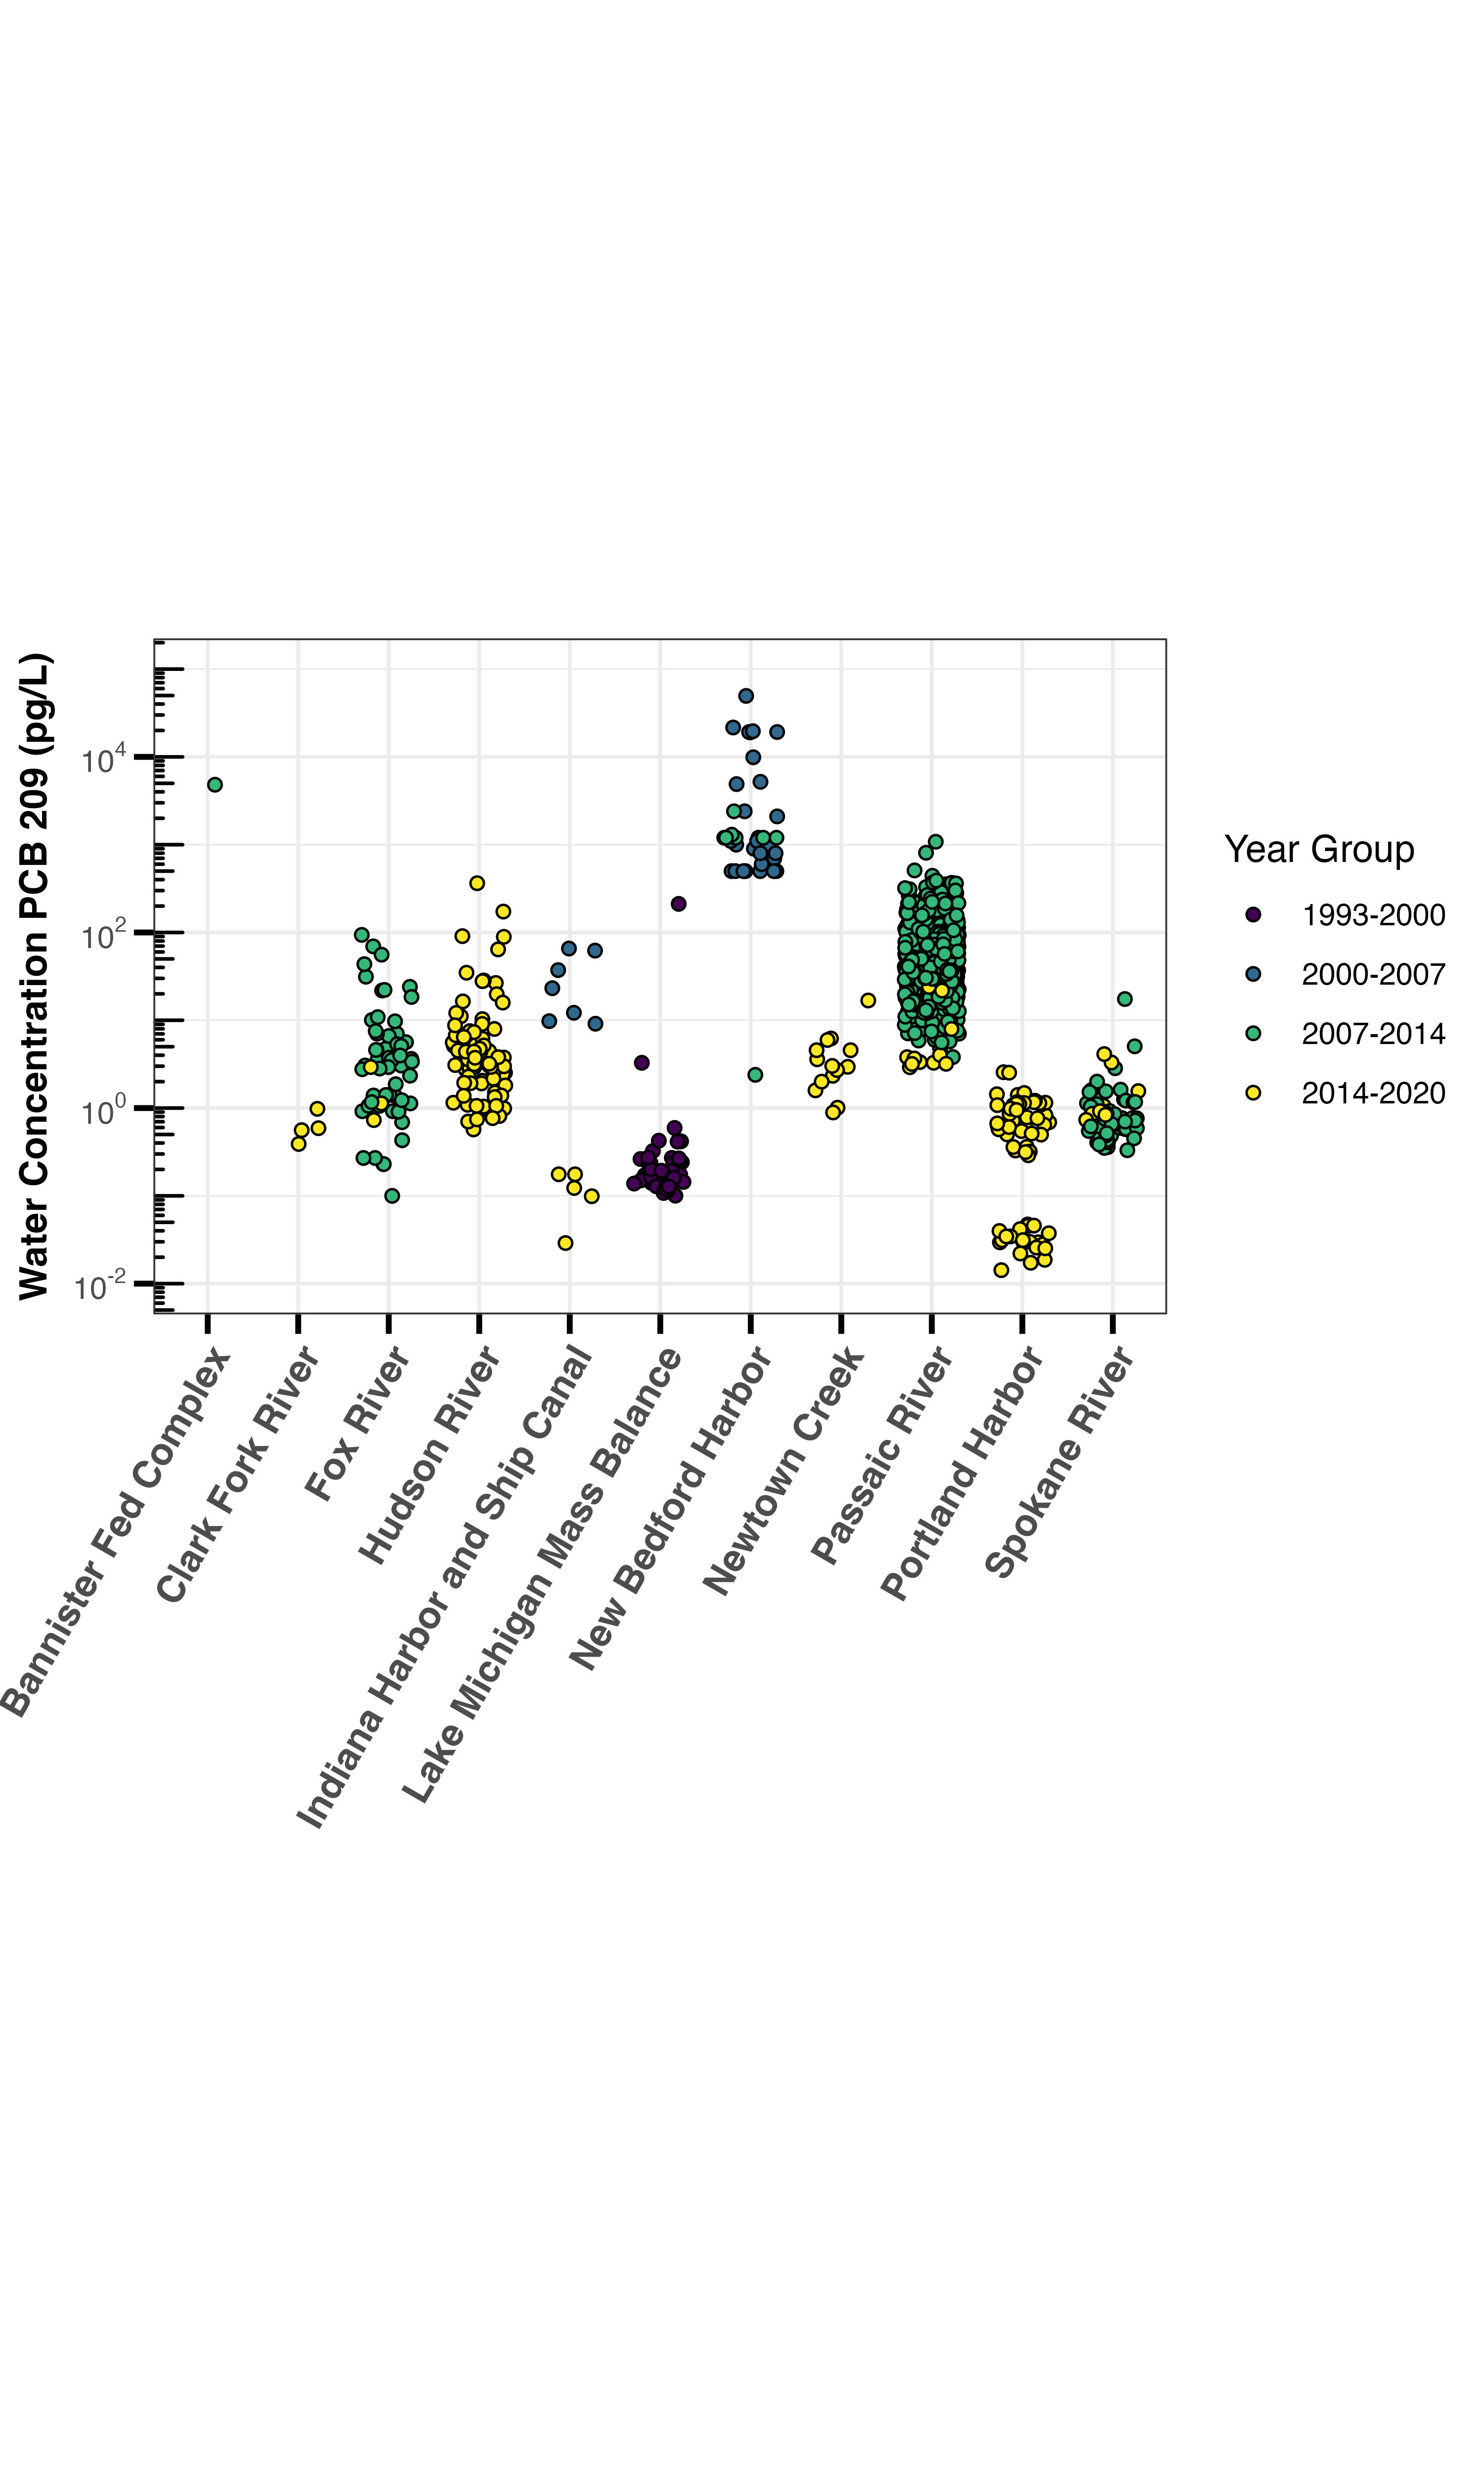 Water Concentration PCB 209 (pg/L)
10^4
10^2
10^0
10^-2
Bannister Fed Complex
Clark Fork River
Fox River
Hudson River
Indiana Harbor and Ship Canal
Lake Michigan Mass Balance
New Bedford Harbor
Newtown Creek
Passaic River
Portland Harbor
Spokane River
Year Group
1993-2000
2000-2007
2007-2014
2014-2020